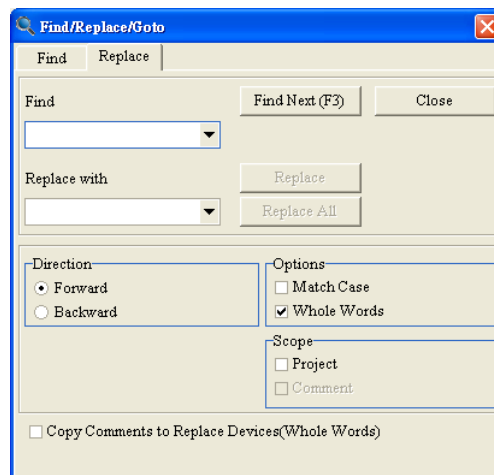 Find/Replace/Goto
Find Replace
Find Find Next (F3) Close
Replace with Replace
Replace All
Direction Options
Forward Match Case
Backward Whole Words
Scope
Project
Comment
Copy Comments to Replace Devices(Whole Words)